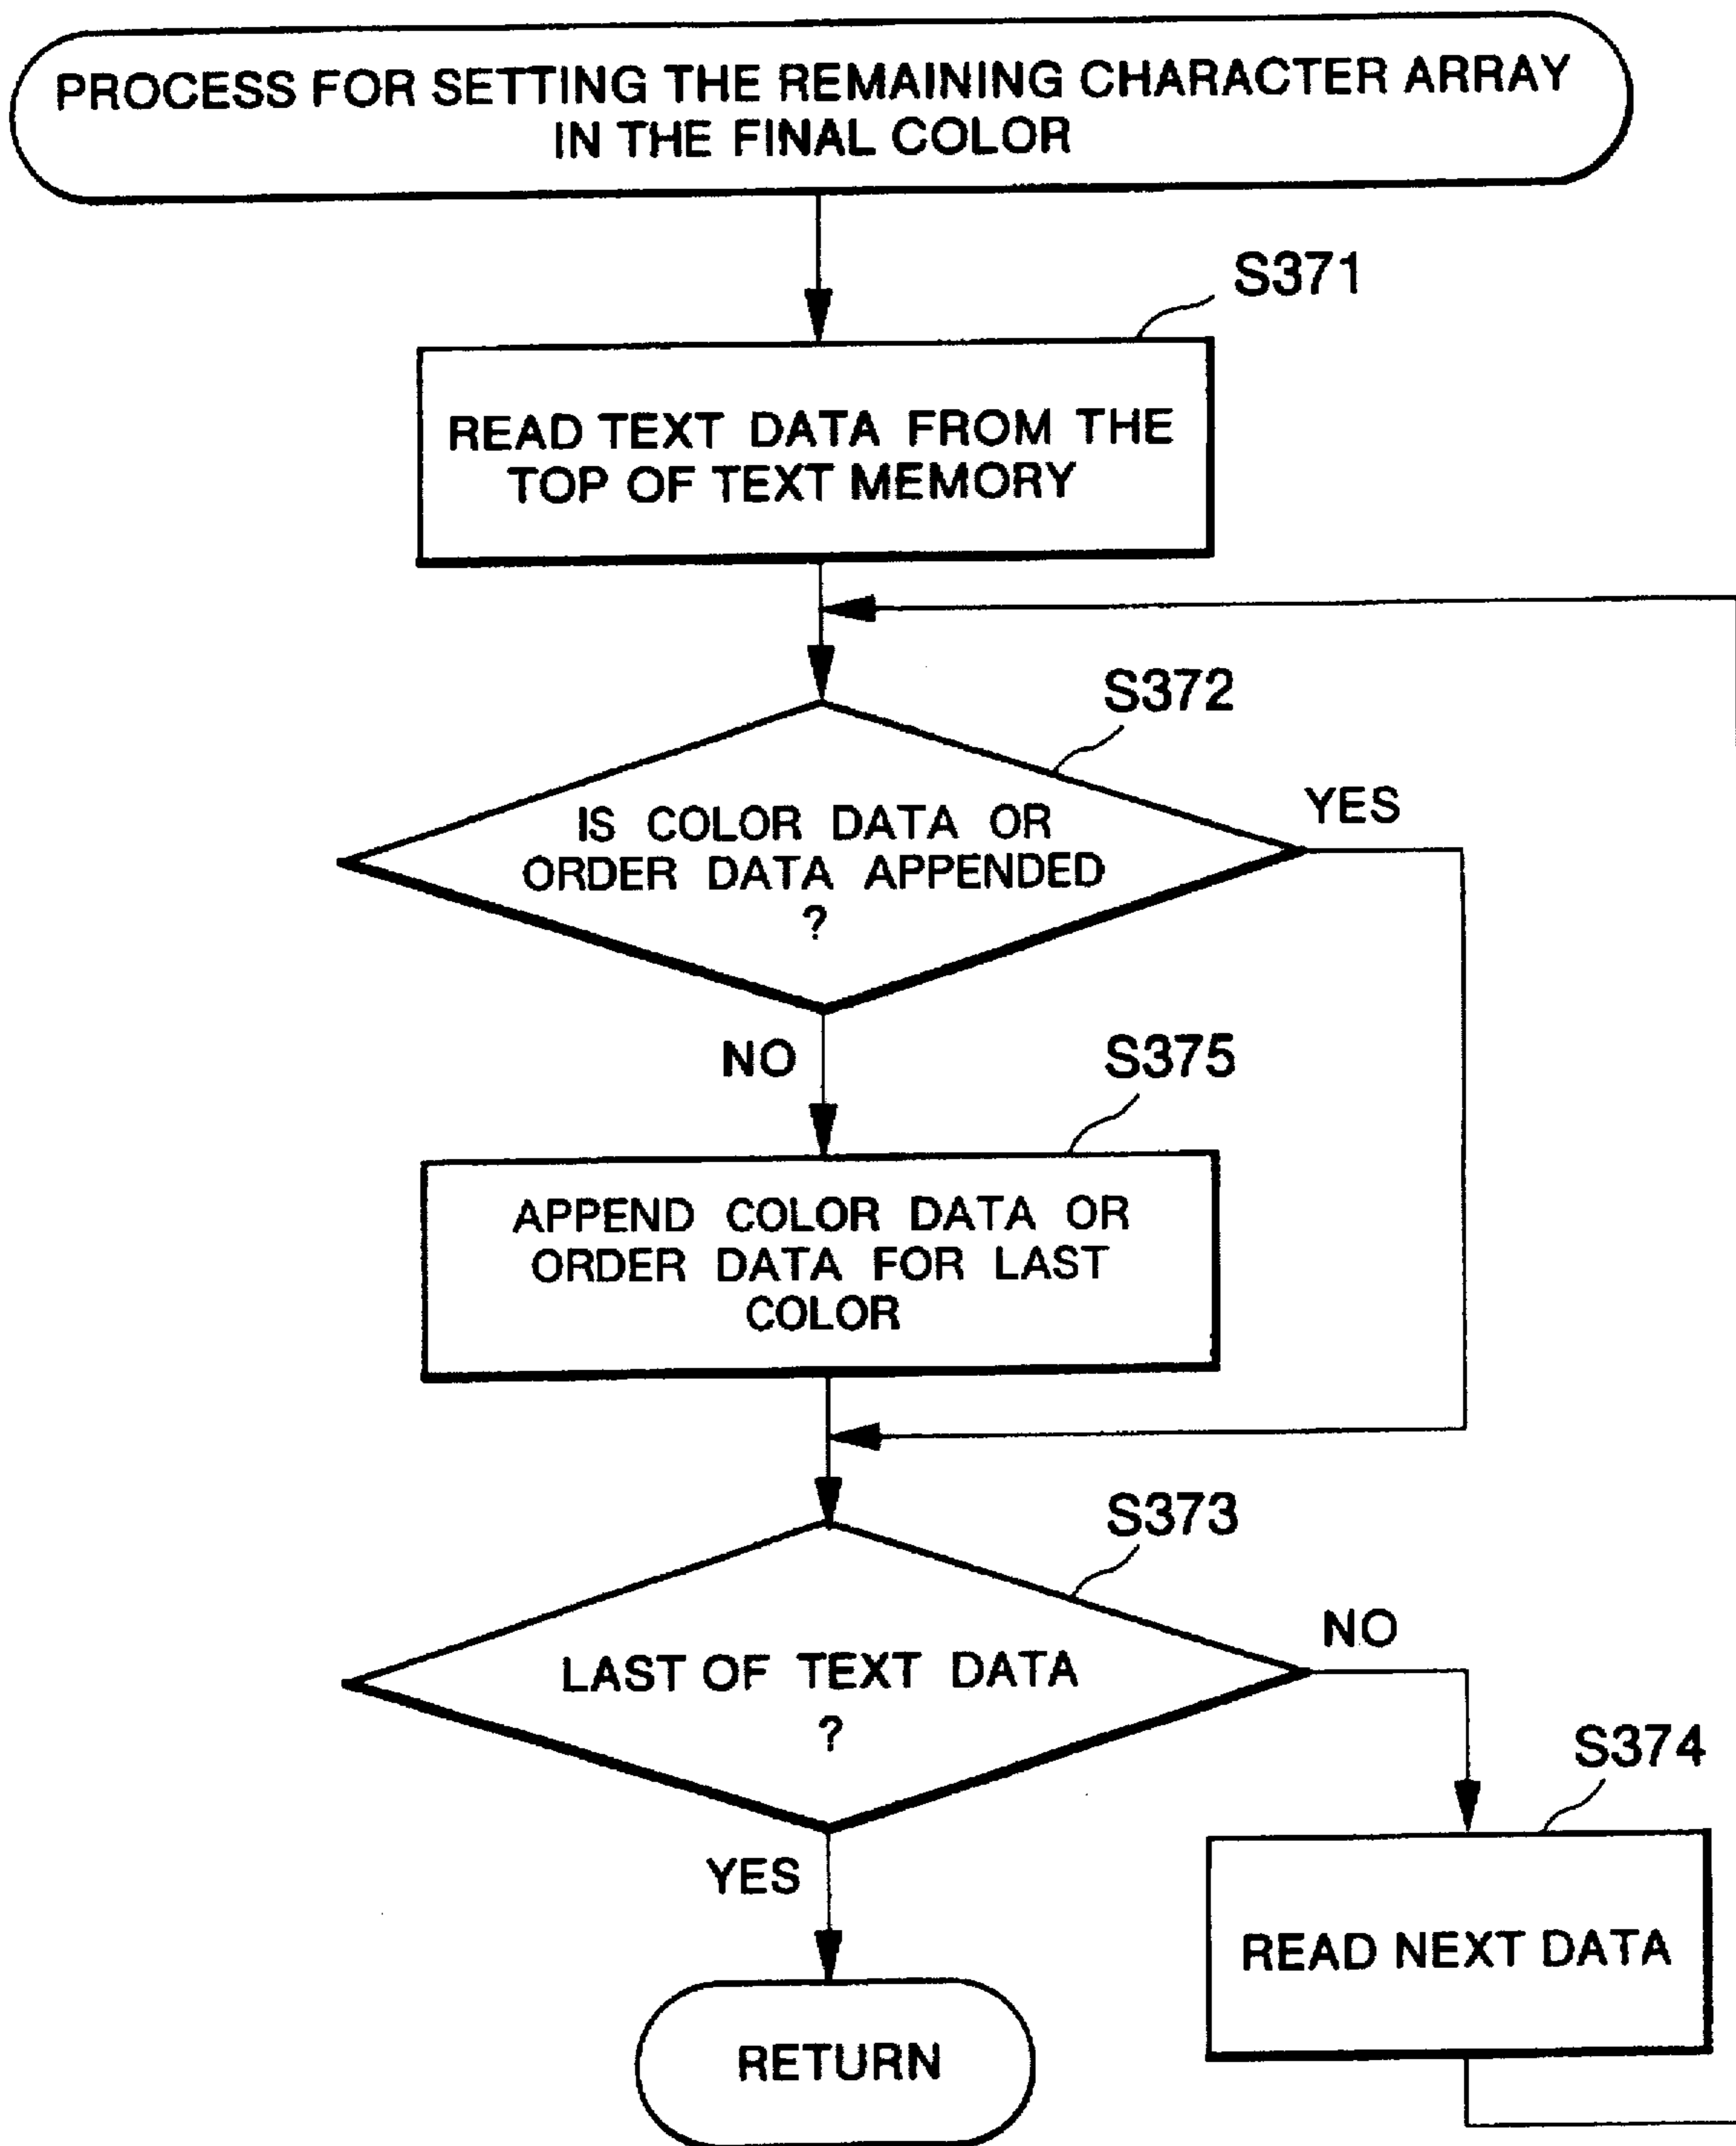 PROCESS FOR SETTING THE REMAINING CHARACTER ARRAY
IN THE FINAL COLOR
S371
READ TEXT DATA FROM THE
TOP OF TEXT MEMORY
S372
IS COLOR DATA OR
ORDER DATA APPENDED
?
YES
NO
S375
APPEND COLOR DATA OR
ORDER DATA FOR LAST
COLOR
S373
LAST OF TEXT DATA
?
NO
S374
YES
READ NEXT DATA
RETURN